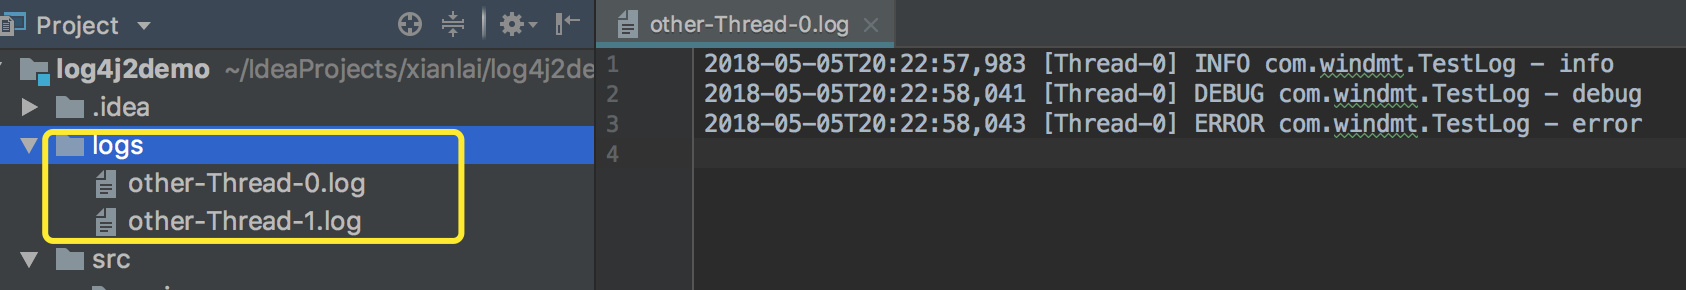 Project
log4j2demo ~/IdeaProjects/xianlai/log4j2de
.idea
logs
other-Thread-0.log
other-Thread-1.log
src
other-Thread-0.log
1 2018-05-05T20:22:57,983 [Thread-0] INFO com.windmt.TestLog - info
2 2018-05-05T20:22:58,041 [Thread-0] DEBUG com.windmt.TestLog - debug
3 2018-05-05T20:22:58,043 [Thread-0] ERROR com.windmt.TestLog - error
4